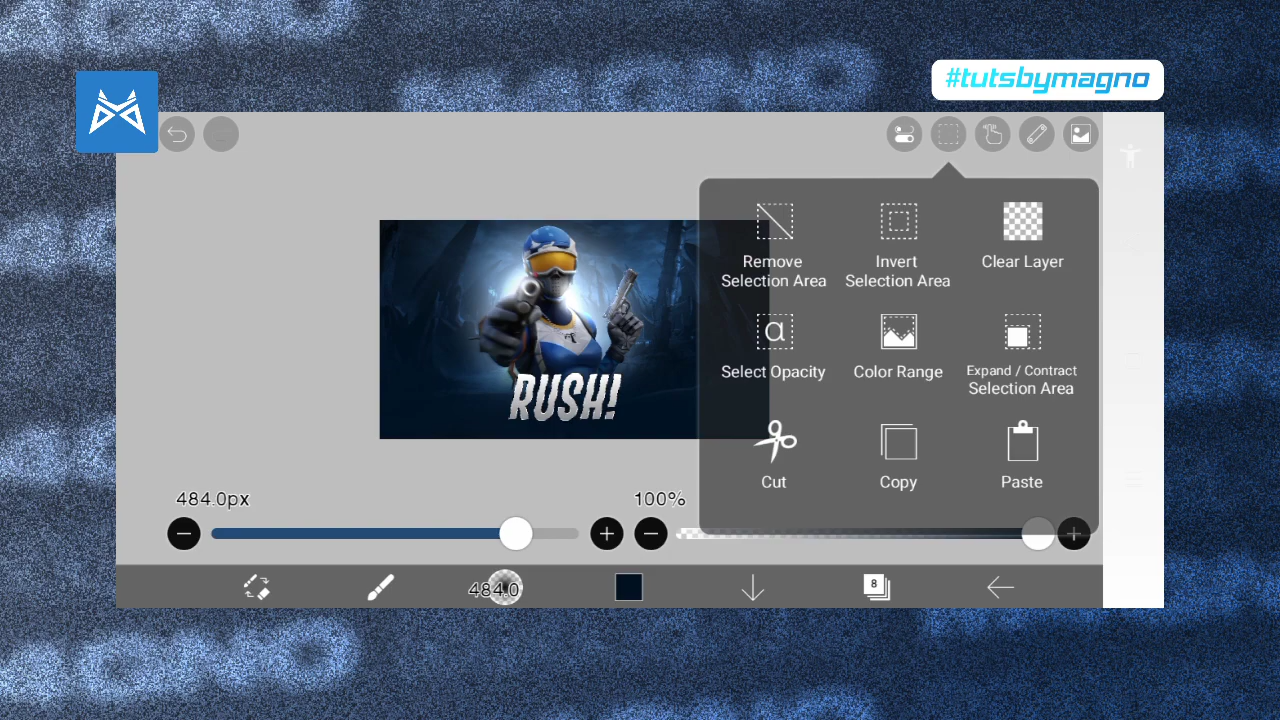 #tutsbymagno
Remove
Selection Area
Invert
Selection Area
Clear Layer
α
Select Opacity
Color Range
Expand / Contract
Selection Area
RUSH!
Cut
Copy
Paste
484.0px
100%
484.0
8